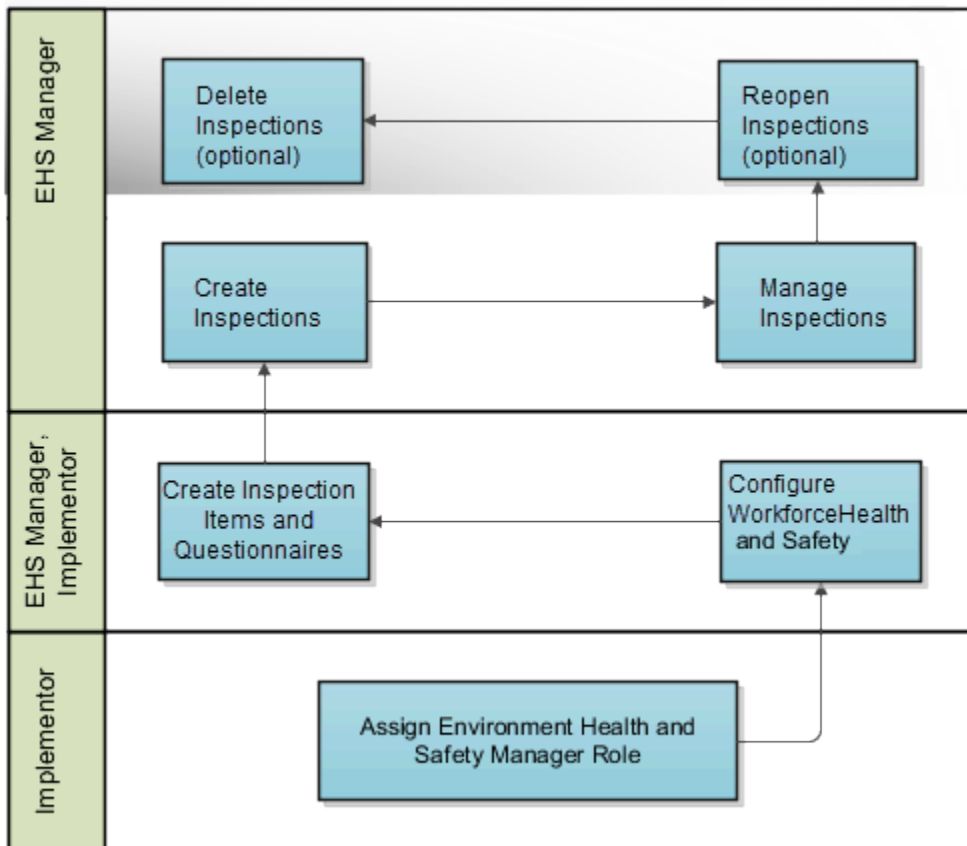 EHS Manager
Delete
Inspections
(optional)
Reopen
Inspections
(optional)
Create
Inspections
Manage
Inspections
EHS Manager,
Implementor
Create Inspection
Items and
Questionnaires
Configure
WorkforceHealth
and Safety
Implementor
Assign Environment Health and
Safety Manager Role